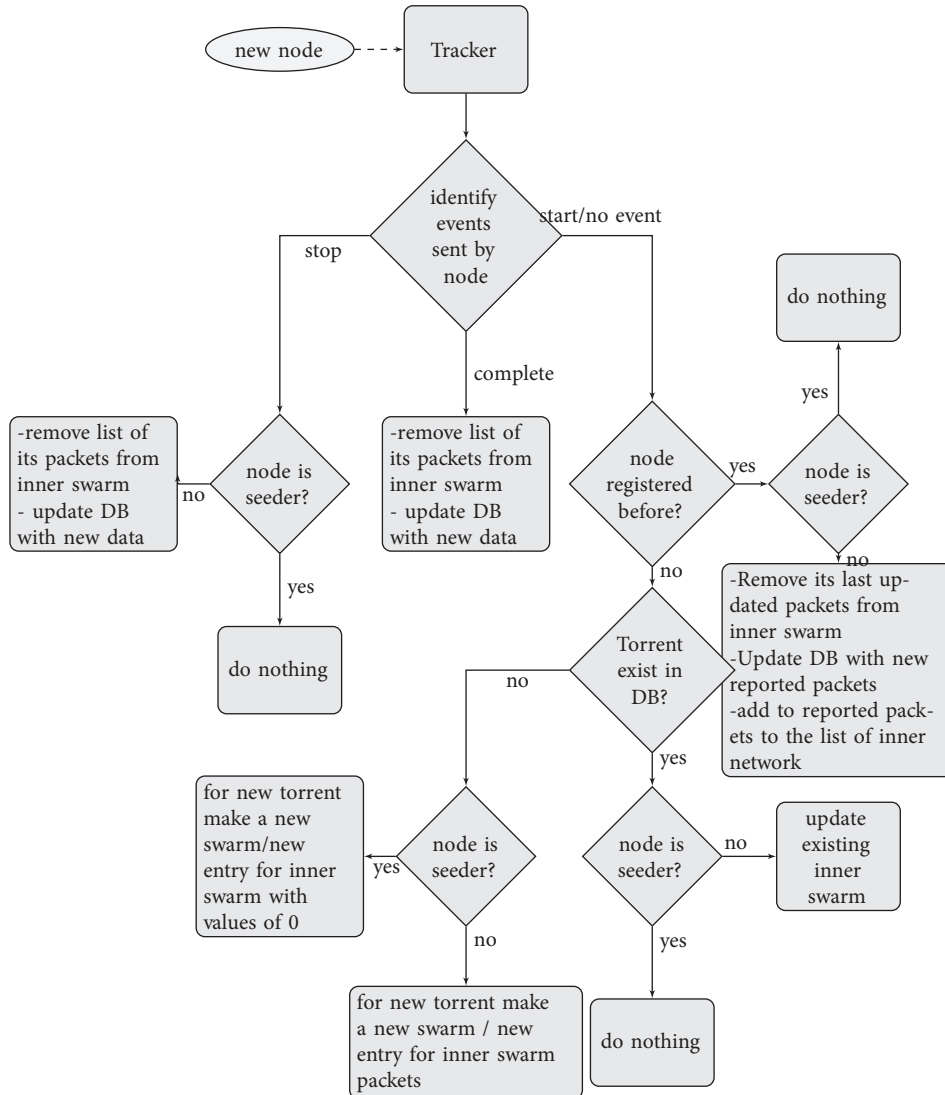 new node
Tracker
identify
events
sent by
node
start/no event
stop
do nothing
complete
yes
-remove list of
its packets from
inner swarm
- update DB
with new data
no
node is
seeder?
-remove list of
its packets from
inner swarm
- update DB
with new data
node
registered
before?
yes
node is
seeder?
no
yes
no
-Remove its last up-
dated packets from
inner swarm
-Update DB with new
reported packets
-add to reported pack-
ets to the list of inner
network
do nothing
Torrent
exist in
DB?
no
yes
for new torrent
make a new
swarm/new
entry for inner
swarm with
values of 0
yes
node is
seeder?
node is
seeder?
no
update
existing
inner
swarm
no
yes
for new torrent make
a new swarm / new
entry for inner swarm
packets
do nothing